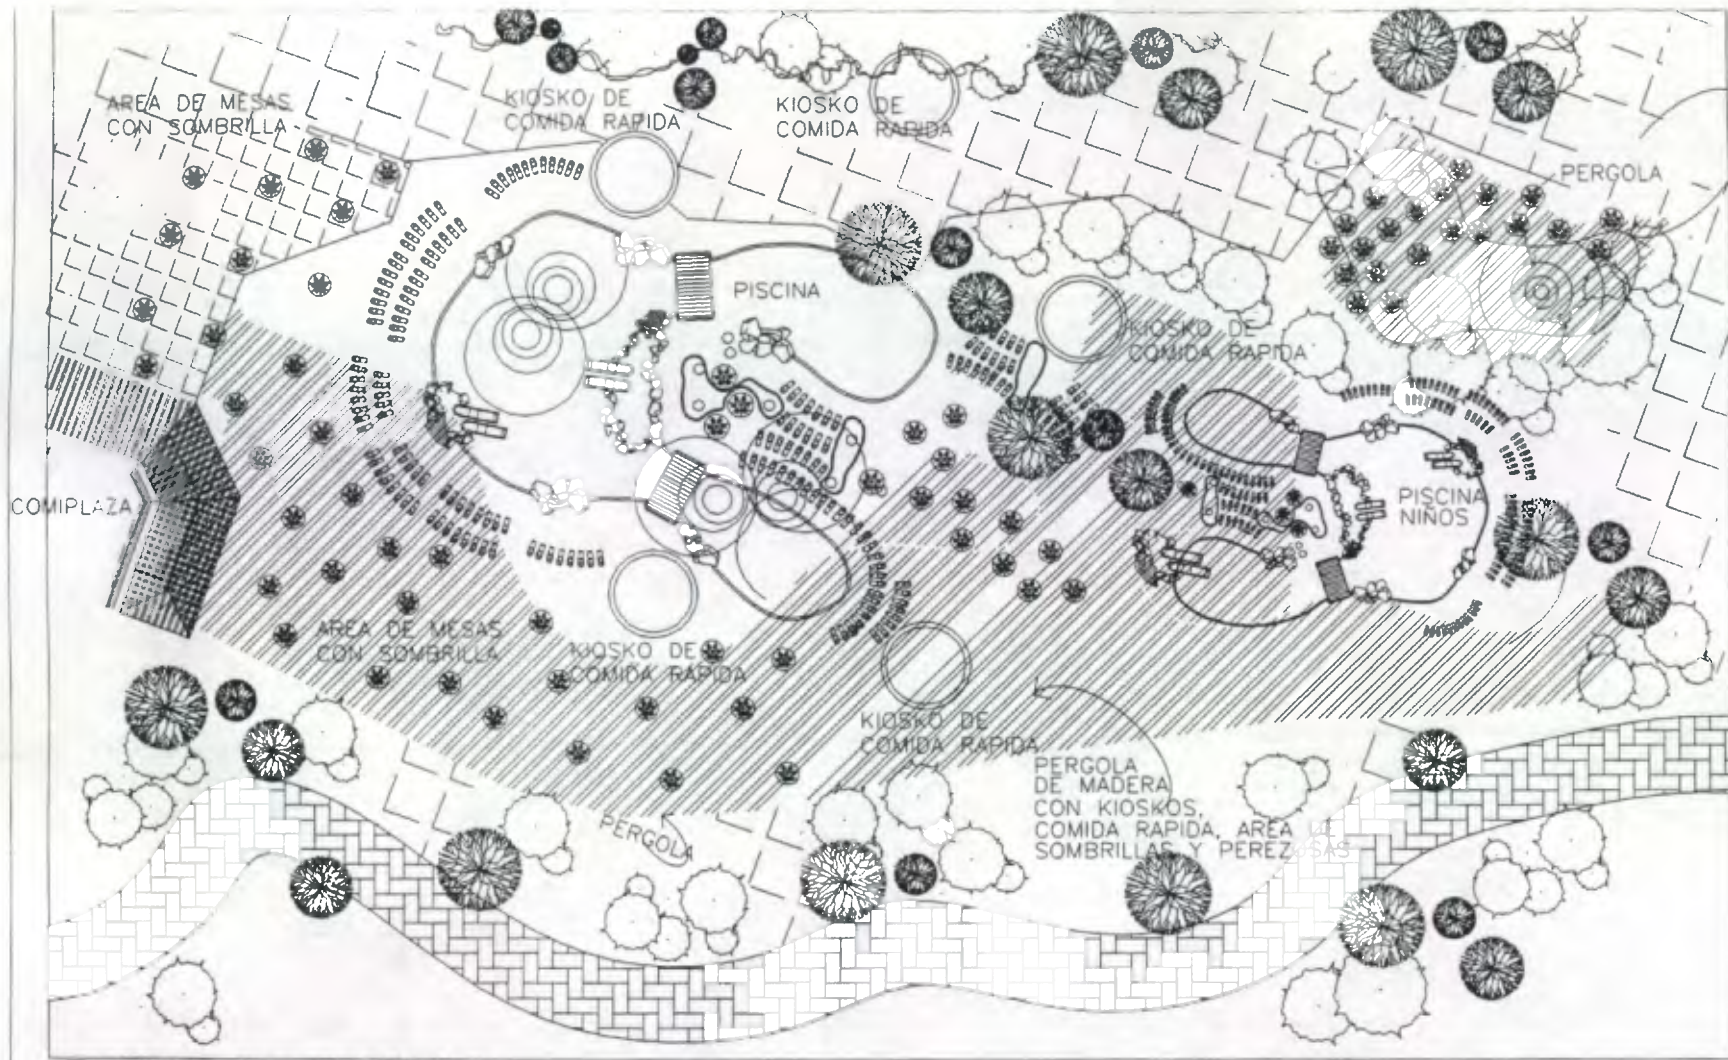 AREA DE MESAS
CON SOMBRILLA
KIOSKO DE
COMIDA RAPIDA
KIOSKO DE
COMIDA RAPIDA
PERGOLA
PISCINA
KIOSKO DE
COMIDA RAPIDA
PISCINA
NIÑOS
COMIPLAZA
AREA DE MESAS
CON SOMBRILLA
KIOSKO DE
COMIDA RAPIDA
KIOSKO DE
COMIDA RAPIDA
PERGOLA
DE MADERA
CON KIOSKOS,
COMIDA RAPIDA, AREA DE
SOMBRILLAS Y PEREZOSAS
PERGOLA